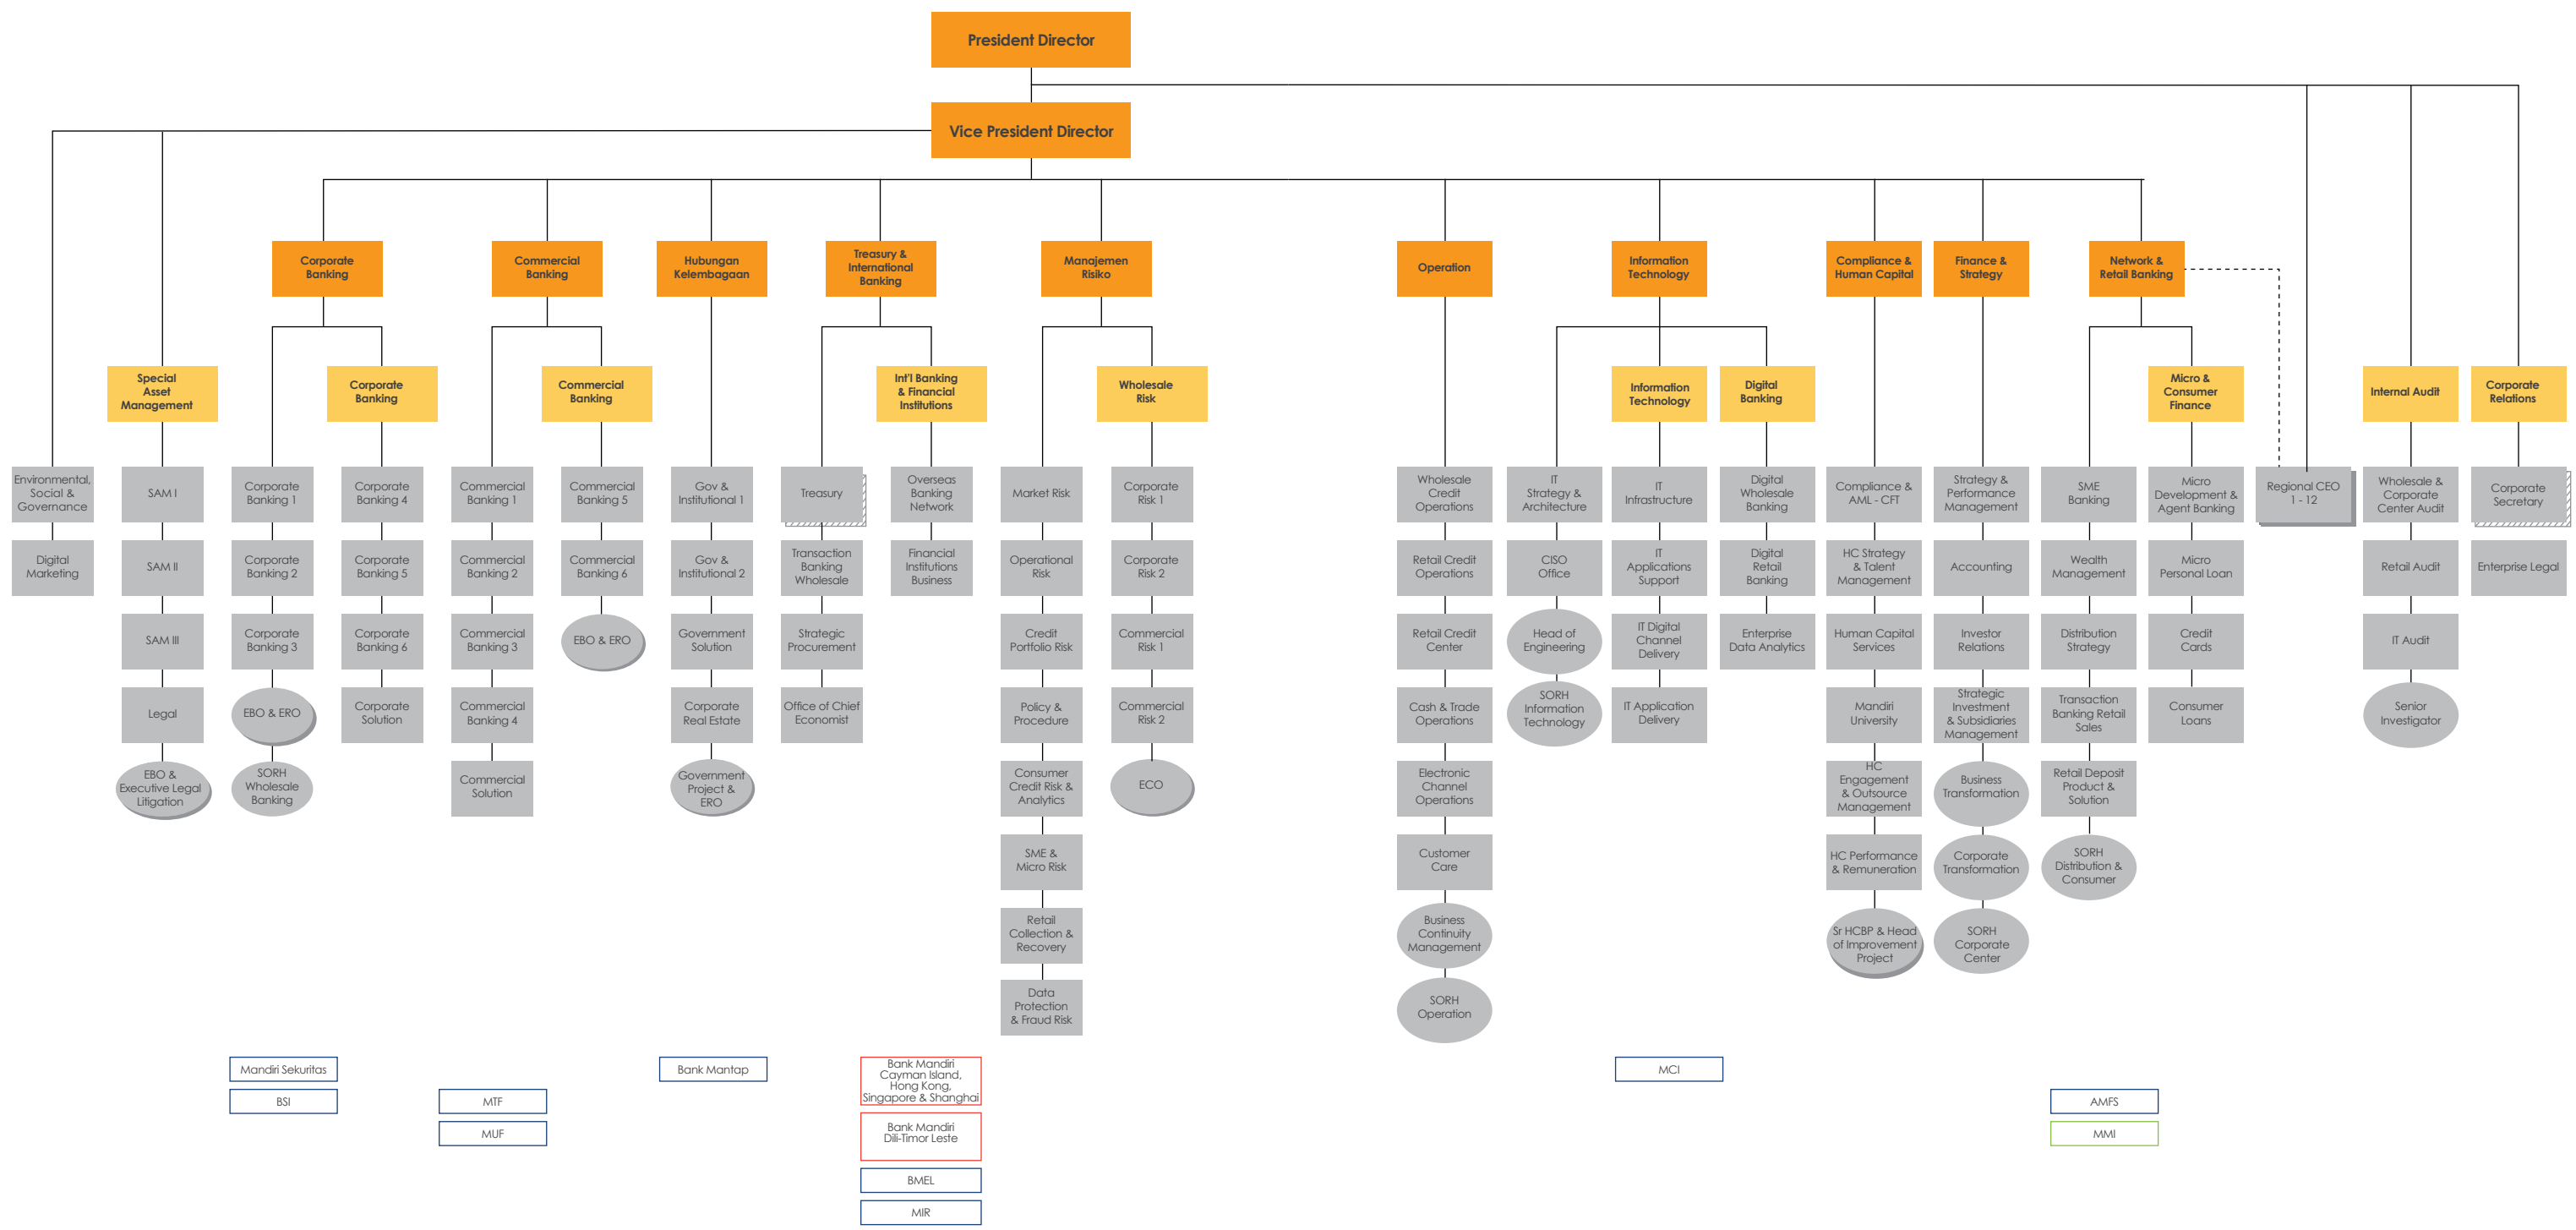 President Director
Vice President Director
Corporate
Banking
Commercial
Banking
Hubungan
Kelembagaan
Treasury &
International
Banking
Manajemen
Risiko
Operation
Information
Technology
Compliance &
Human Capital
Finance &
Strategy
Network &
Retail Banking
Special
Asset
Management
Corporate
Banking
Commercial
Banking
Int'l Banking
& Financial
Institutions
Wholesale
Risk
Information
Technology
Digital
Banking
Micro &
Consumer
Finance
Internal Audit
Corporate
Relations
Environmental,
Social &
Governance
Digital
Marketing
SAM I
SAM II
SAM III
Legal
EBO &
Executive Legal
Litigation
Corporate
Banking 1
Corporate
Banking 2
Corporate
Banking 3
EBO & ERO
SORH
Wholesale
Banking
Corporate
Banking 4
Corporate
Banking 5
Corporate
Banking 6
Corporate
Solution
Commercial
Banking 1
Commercial
Banking 2
Commercial
Banking 3
Commercial
Banking 4
Commercial
Solution
Commercial
Banking 5
Commercial
Banking 6
EBO & ERO
Gov &
Institutional 1
Gov &
Institutional 2
Government
Solution
Corporate
Real Estate
Government
Project &
ERO
Treasury
Transaction
Banking
Wholesale
Strategic
Procurement
Office of Chief
Economist
Overseas
Banking
Network
Financial
Institutions
Business
Market Risk
Operational
Risk
Credit
Portfolio Risk
Policy &
Procedure
Consumer
Credit Risk &
Analytics
SME &
Micro Risk
Retail
Collection &
Recovery
Data
Protection
& Fraud Risk
Corporate
Risk 1
Corporate
Risk 2
Commercial
Risk 1
Commercial
Risk 2
ECO
Wholesale
Credit
Operations
Retail Credit
Operations
Retail Credit
Center
Cash & Trade
Operations
Electronic
Channel
Operations
Customer
Care
Business
Continuity
Management
SORH
Operation
IT
Strategy &
Architecture
CISO
Office
Head of
Engineering
SORH
Information
Technology
IT
Infrastructure
IT
Applications
Support
IT Digital
Channel
Delivery
IT Application
Delivery
Digital
Wholesale
Banking
Digital
Retail
Banking
Enterprise
Data Analytics
Compliance &
AML - CFT
HC Strategy
& Talent
Management
Human Capital
Services
Mandiri
University
HC
Engagement
& Outsource
Management
HC Performance
& Remuneration
Sr HCBP & Head
of Improvement
Project
Strategy &
Performance
Management
Accounting
Investor
Relations
Strategic
Investment
& Subsidiaries
Management
Business
Transformation
Corporate
Transformation
SORH
Corporate
Center
SME
Banking
Wealth
Management
Distribution
Strategy
Transaction
Banking Retail
Sales
Retail Deposit
Product &
Solution
SORH
Distribution &
Consumer
Micro
Development &
Agent Banking
Micro
Personal Loan
Credit
Cards
Consumer
Loans
Regional CEO
1 - 12
Wholesale &
Corporate
Center Audit
Retail Audit
IT Audit
Senior
Investigator
Corporate
Secretary
Enterprise Legal
Mandiri Sekuritas
BSI
MTF
MUF
Bank Mantap
Bank Mandiri
Cayman Island,
Hong Kong,
Singapore & Shanghai
Bank Mandiri
Dili-Timor Leste
BMEL
MIR
MCI
AMFS
MMI